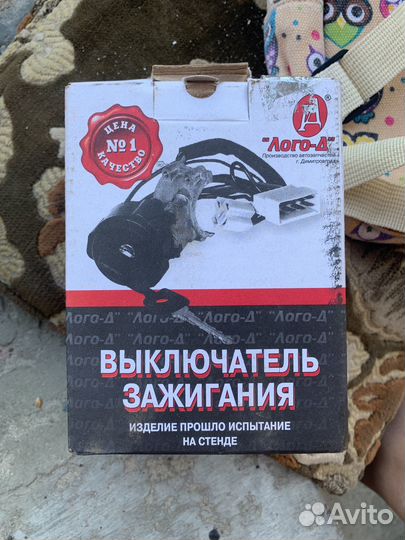 ЦЕНА
№1
КАЧЕСТВО
®
"Лого-Д"
Производство автозапчастей
г. Димитровград
"Лого-Д" "Лого-Д" "Лого-Д"
ВЫКЛЮЧАТЕЛЬ
ЗАЖИГАНИЯ
ИЗДЕЛИЕ ПРОШЛО ИСПЫТАНИЕ
НА СТЕНДЕ
Avito